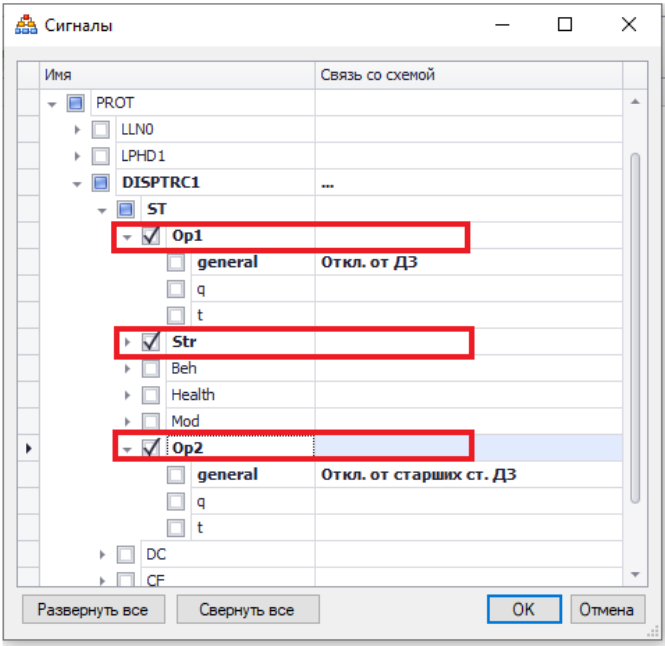 Сигналы
Имя Связь со схемой
PROT
LLN0
LPHD1
DISPTRC1 ...
ST
Op1
general Откл. от ДЗ
q
t
Str
Beh
Health
Mod
Op2
general Откл. от старших ст. ДЗ
q
t
DC
CF
Развернуть все Свернуть все OK Отмена